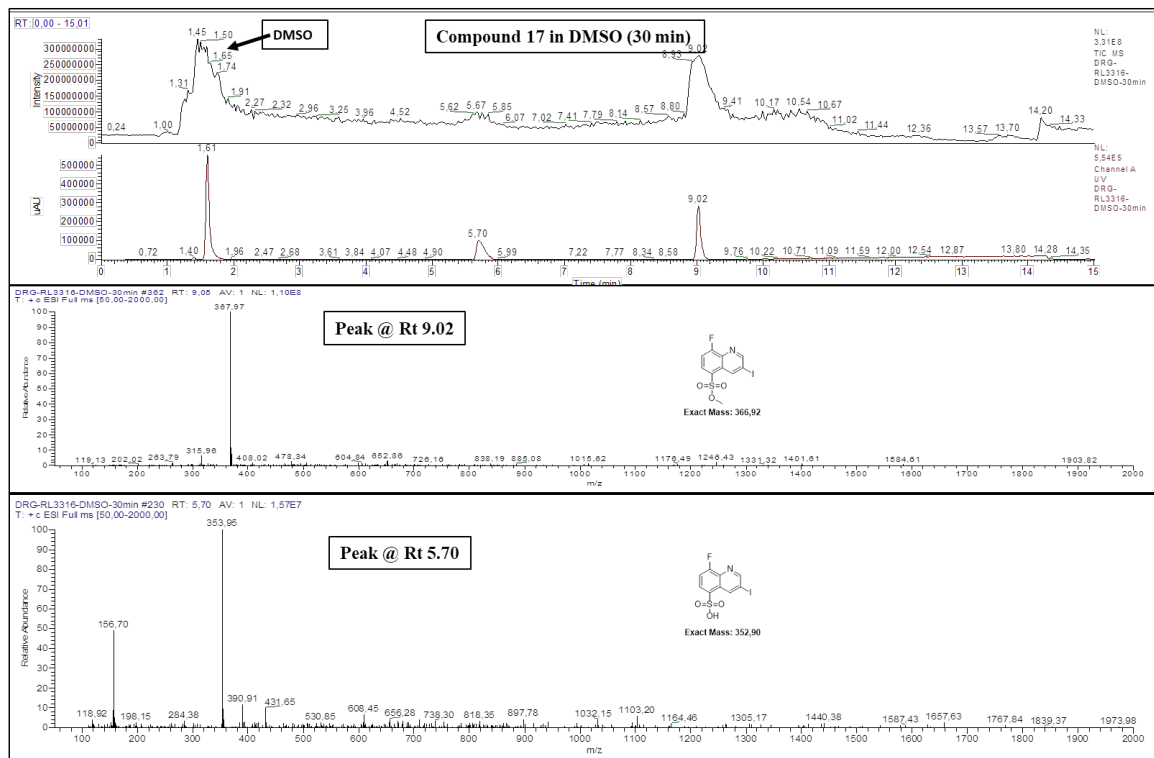 RT: 0,00 - 15,01
Compound 17 in DMSO (30 min)
DMSO
NL:
3,31E8
TIC MS
DRG-
RL3316-
DMSO-30min
Intensity
300000000
250000000
200000000
150000000
100000000
50000000
0
0,24 1,00 1,31 1,45 1,50 1,65 1,74 1,91 2,27 2,32 2,96 3,25 3,96 4,52 5,62 5,67 5,85 6,07 7,02 7,41 7,79 8,14 8,57 8,80 8,93 9,02 9,41 10,17 10,54 10,67 11,02 11,44 12,36 13,57 13,70 14,20 14,33
NL:
5,54E5
Channel A
UV
DRG-
RL3316-
DMSO-30min
uAU
500000
400000
300000
200000
100000
0
0,72 1,40 1,61 1,96 2,47 2,68 3,61 3,84 4,07 4,48 4,90 5,70 5,99 7,22 7,77 8,34 8,58 9,02 9,76 10,22 10,71 11,09 11,59 12,00 12,54 12,87 13,80 14,28 14,35
0 1 2 3 4 5 6 7 8 9 10 11 12 13 14 15
Time (min)
DRG-RL3316-DMSO-30min #362 RT: 9,05 AV: 1 NL: 1,10E8
T: + c ESI Full ms [50,00-2000,00]
Peak @ Rt 9.02
Relative Abundance
100
90
80
70
60
50
40
30
20
10
0
367,97
119,13 202,02 263,79 315,96 408,02 478,34 604,84 652,86 726,16 838,19 885,08 1015,62 1176,49 1246,43 1331,32 1401,61 1584,61 1903,82
F
N
I
O S O
O
Exact Mass: 366,92
100 200 300 400 500 600 700 800 900 1000 1100 1200 1300 1400 1500 1600 1700 1800 1900 2000
m/z
DRG-RL3316-DMSO-30min #230 RT: 5,70 AV: 1 NL: 1,57E7
T: + c ESI Full ms [50,00-2000,00]
Peak @ Rt 5.70
Relative Abundance
100
90
80
70
60
50
40
30
20
10
0
353,95
156,70
118,92 198,15 284,38 390,91 431,65 530,85 608,45 656,28 738,30 818,35 897,78 1032,15 1103,20 1164,46 1305,17 1440,38 1587,43 1657,63 1767,84 1839,37 1973,98
F
N
I
O S O
OH
Exact Mass: 352,90
100 200 300 400 500 600 700 800 900 1000 1100 1200 1300 1400 1500 1600 1700 1800 1900 2000
m/z